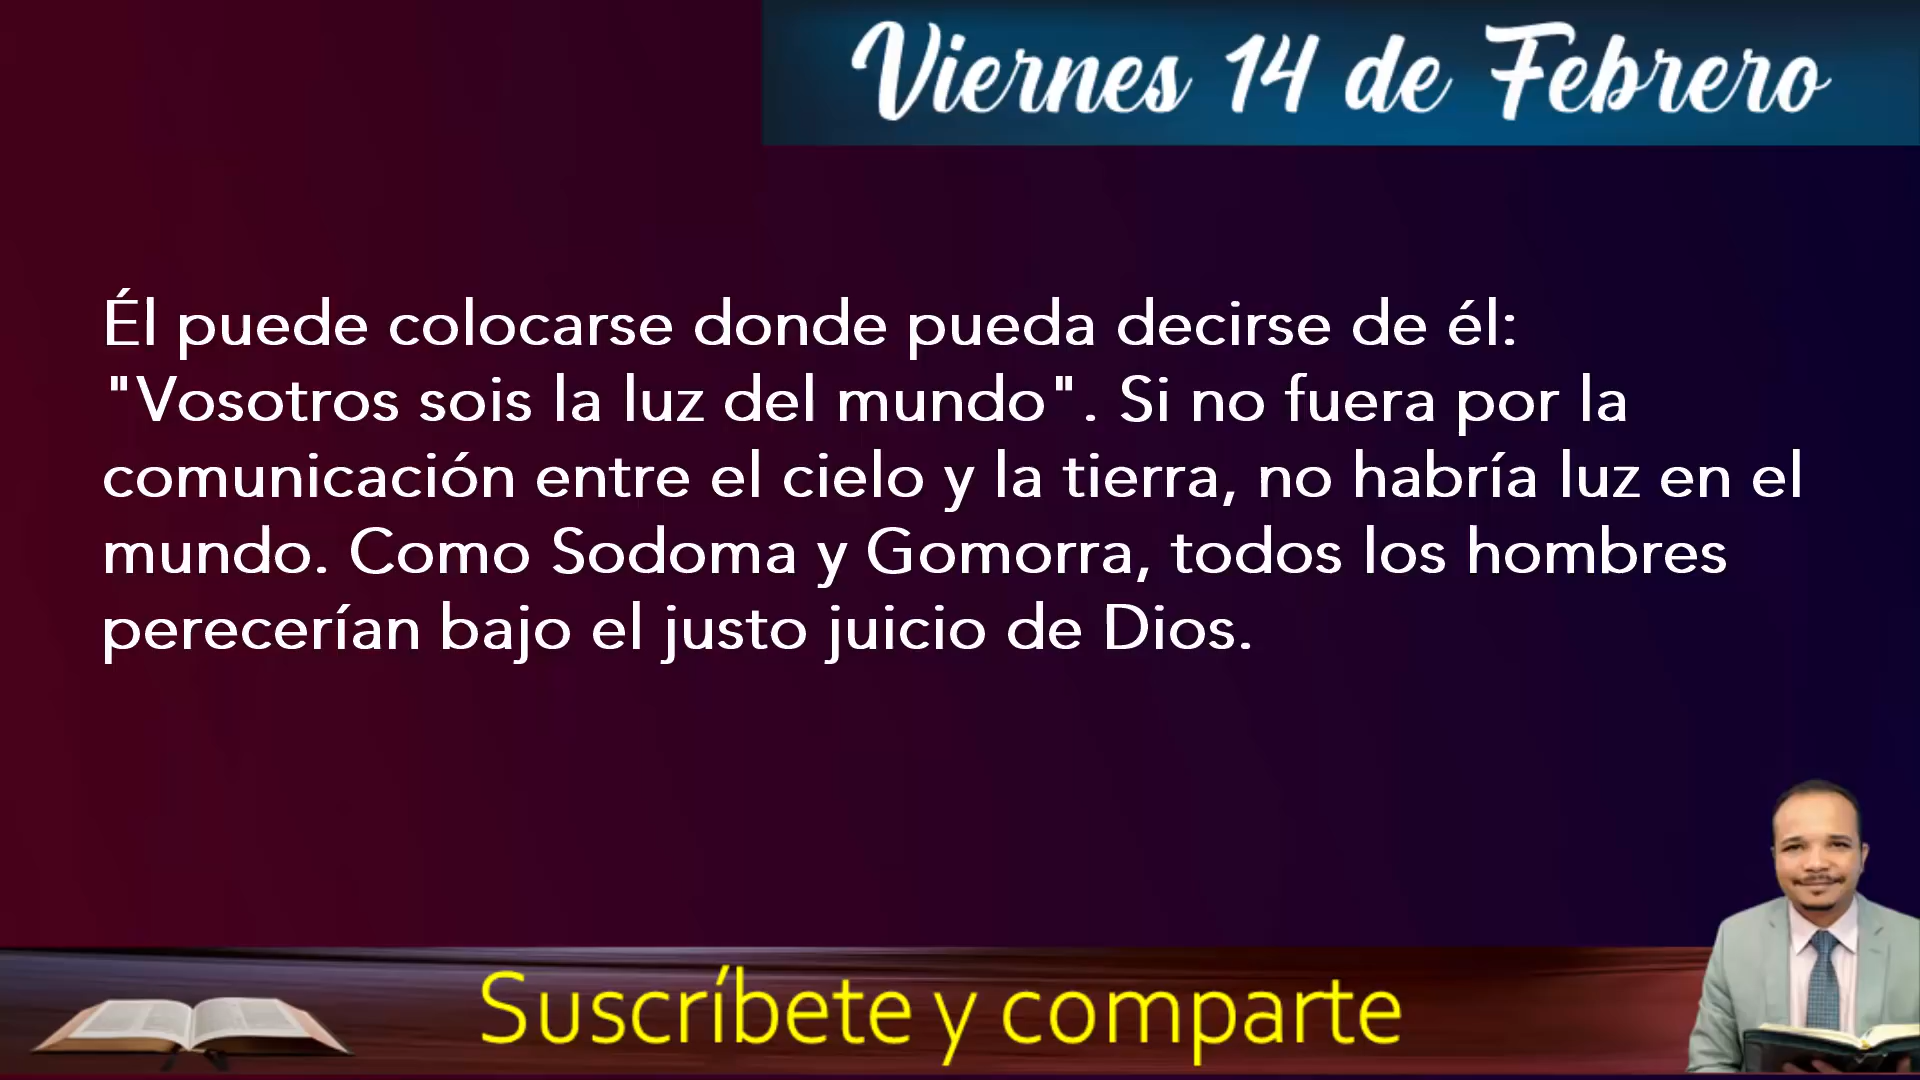 Viernes 14 de Febrero
Él puede colocarse donde pueda decirse de él:
"Vosotros sois la luz del mundo". Si no fuera por la
comunicación entre el cielo y la tierra, no habría luz en el
mundo. Como Sodoma y Gomorra, todos los hombres
perecerían bajo el justo juicio de Dios.
Suscríbete y comparte